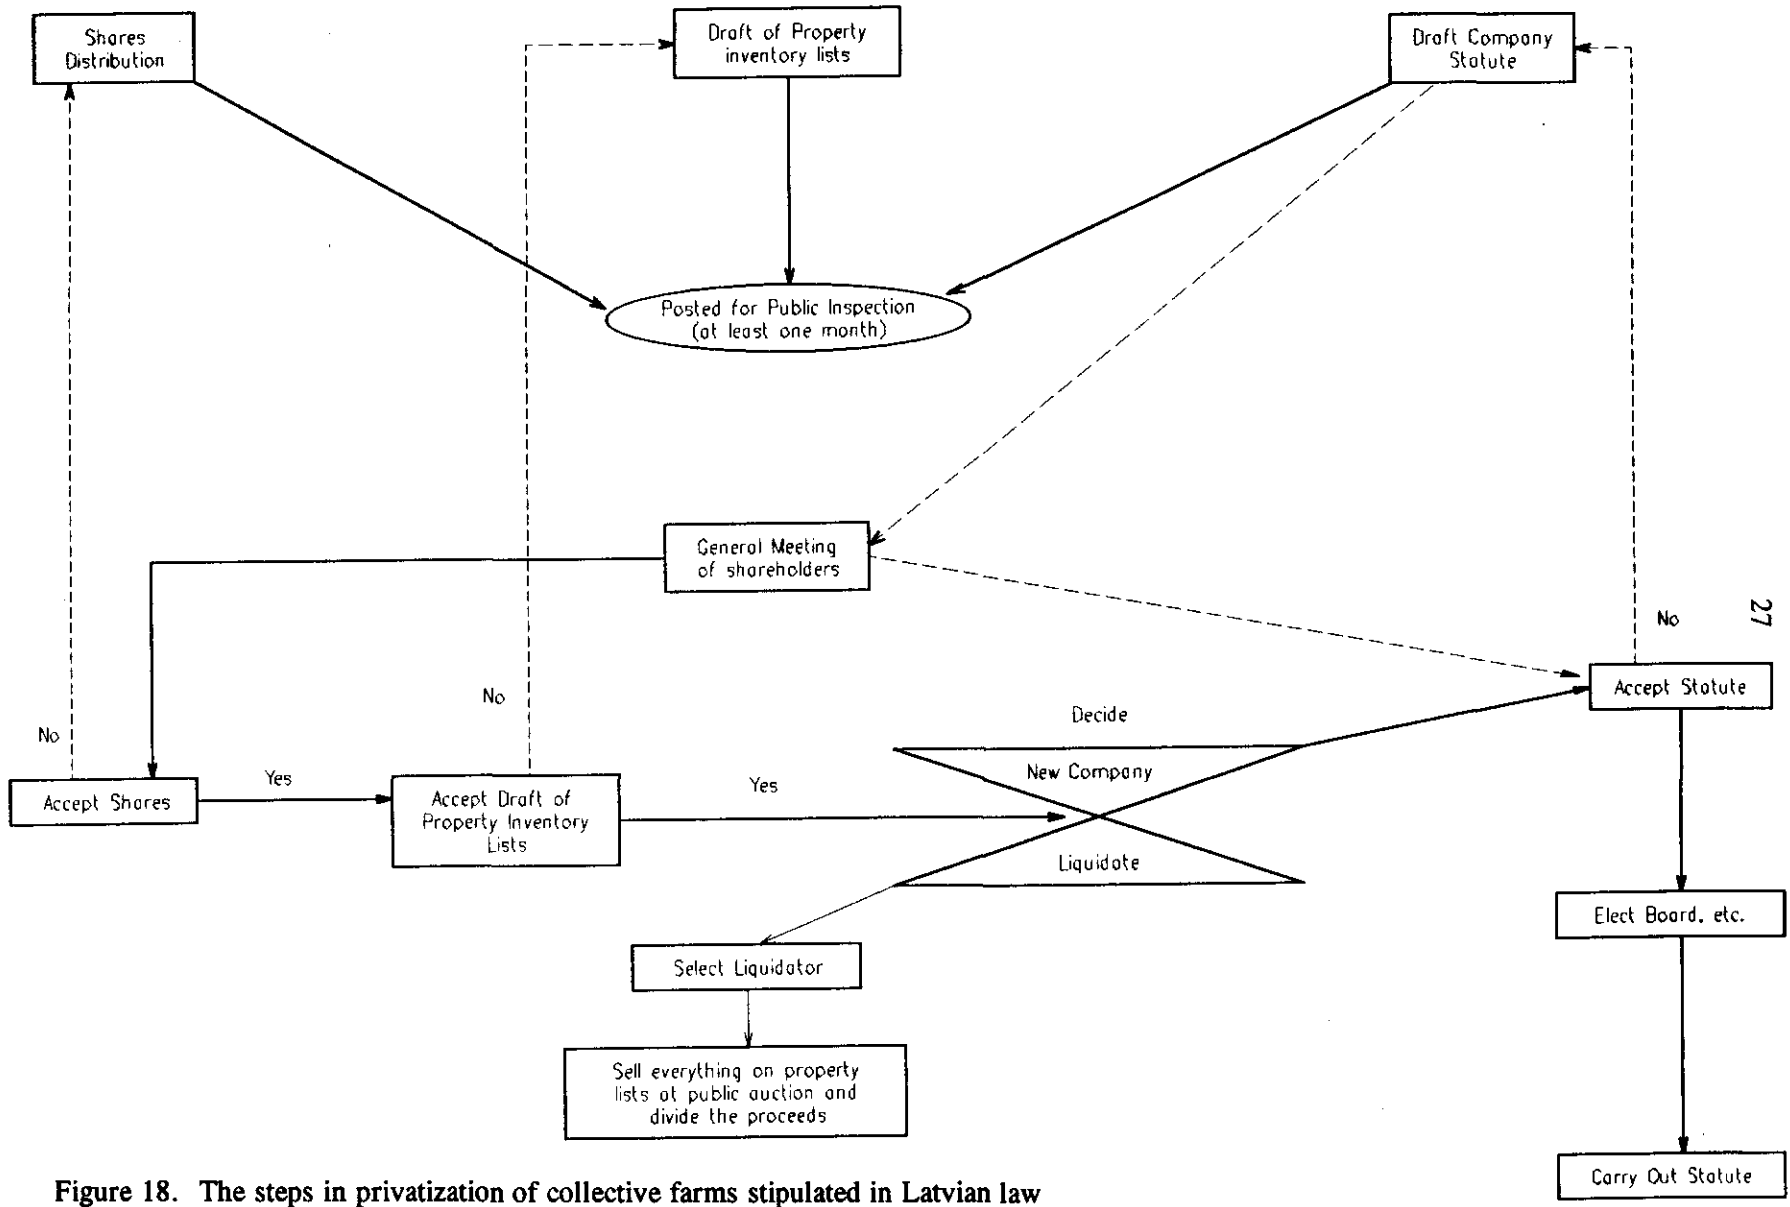 Shares
Distribution
Draft of Property
inventory lists
Draft Company
Statute
Posted for Public Inspection
(at least one month)
General Meeting
of shareholders
No
27
No
Accept Statute
Decide
No
Yes
Yes
New Company
Accept Shares
Accept Draft of
Property Inventory
Lists
Liquidate
Elect Board, etc.
Select Liquidator
Sell everything on property
lists at public auction and
divide the proceeds
Carry Out Statute
Figure 18. The steps in privatization of collective farms stipulated in Latvian law